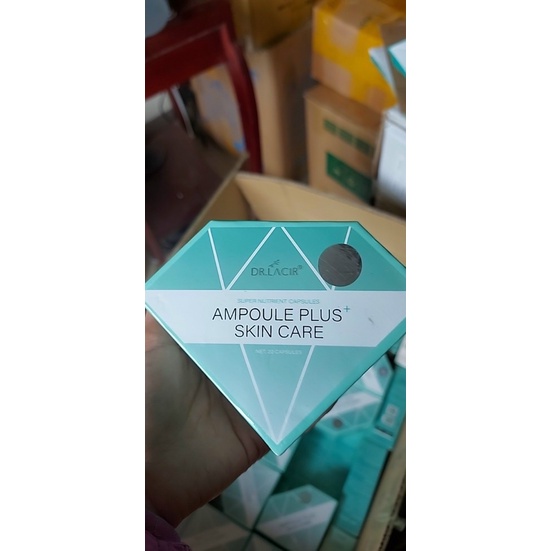 DR.LACIR®
SUPER NUTRIENT CAPSULES
AMPOULE PLUS+
SKIN CARE